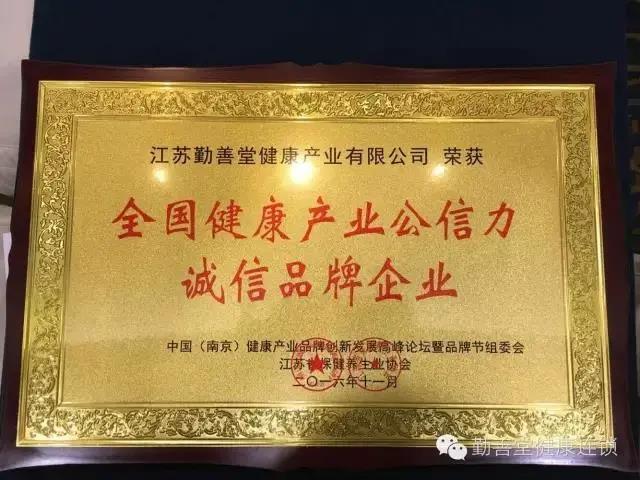 江苏勤善堂健康产业有限公司 荣获
全国健康产业公信力
诚信品牌企业
中国（南京）健康产业品牌创新发展高峰论坛暨品牌节组委会
江苏省保健养生业协会
二〇一六年十一月
勤善堂健康连锁